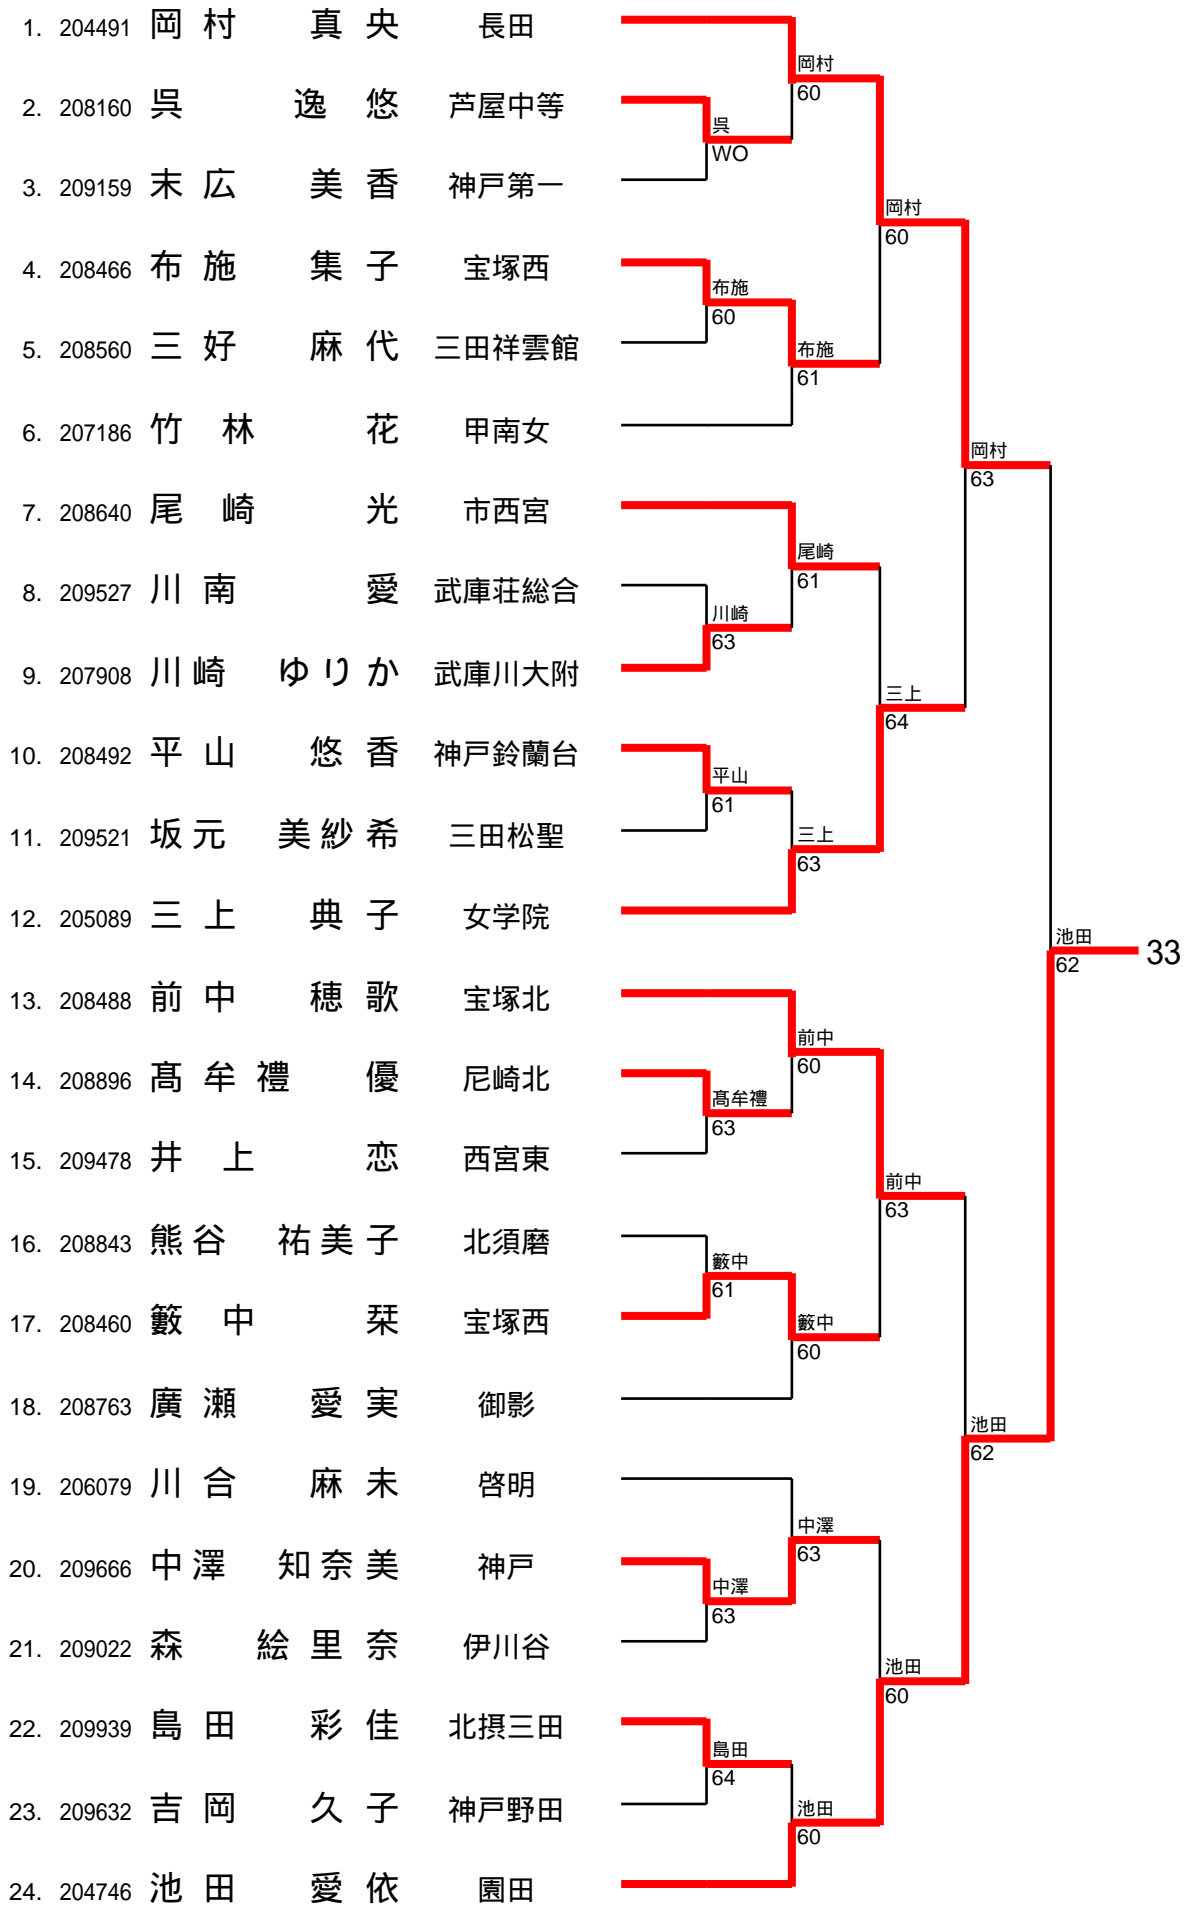 1. 204491 岡村 真央 長田
2. 208160 呉 逸悠 芦屋中等
3. 209159 末広 美香 神戸第一
4. 208466 布施 集子 宝塚西
5. 208560 三好 麻代 三田祥雲館
6. 207186 竹林 花 甲南女
7. 208640 尾崎 光 市西宮
8. 209527 川南 愛 武庫荘総合
9. 207908 川崎 ゆりか 武庫川大附
10. 208492 平山 悠香 神戸鈴蘭台
11. 209521 坂元 美紗希 三田松聖
12. 205089 三上 典子 女学院
13. 208488 前中 穂歌 宝塚北
14. 208896 髙牟禮 優 尼崎北
15. 209478 井上 恋 西宮東
16. 208843 熊谷 祐美子 北須磨
17. 208460 籔中 栞 宝塚西
18. 208763 廣瀬 愛実 御影
19. 206079 川合 麻未 啓明
20. 209666 中澤 知奈美 神戸
21. 209022 森 絵里奈 伊川谷
22. 209939 島田 彩佳 北摂三田
23. 209632 吉岡 久子 神戸野田
24. 204746 池田 愛依 園田
呉
WO
布施
60
川崎
63
平山
61
髙牟禮
63
籔中
61
中澤
63
島田
64
岡村
60
布施
61
尾崎
61
三上
63
前中
60
籔中
60
中澤
63
池田
60
岡村
60
三上
64
前中
63
池田
60
岡村
63
池田
62
池田
62
33